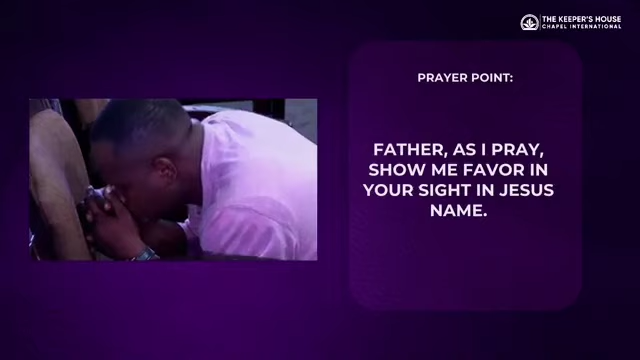 THE KEEPER'S HOUSE
CHAPEL INTERNATIONAL
PRAYER POINT:
FATHER, AS I PRAY,
SHOW ME FAVOR IN
YOUR SIGHT IN JESUS
NAME.